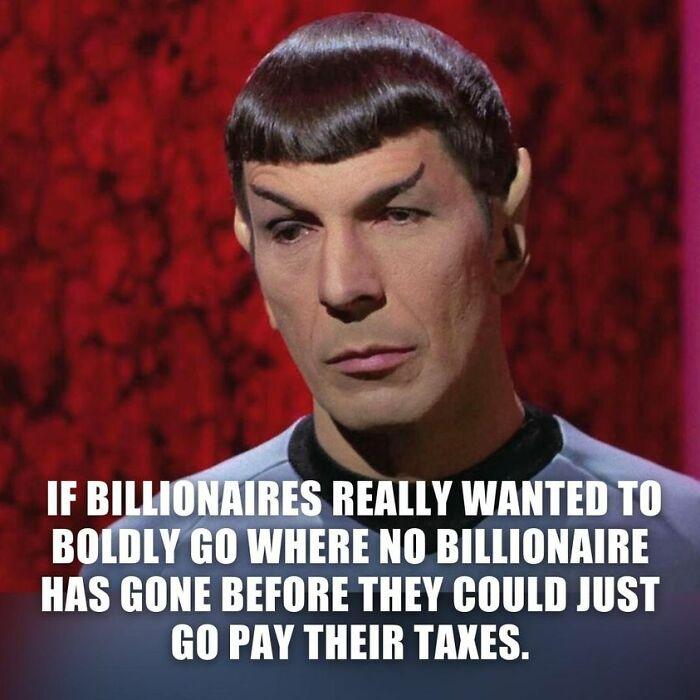 IF BILLIONAIRES REALLY WANTED TO
BOLDLY GO WHERE NO BILLIONAIRE
HAS GONE BEFORE THEY COULD JUST
GO PAY THEIR TAXES.